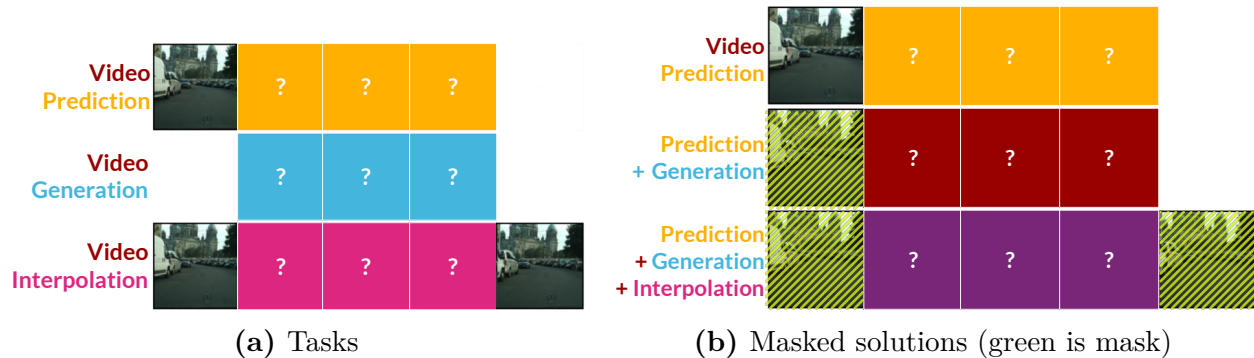 Video
Prediction
? ? ?
Video
Generation
? ? ?
Video
Interpolation
? ? ?
(a) Tasks
Video
Prediction
? ? ?
Prediction
+ Generation
? ? ?
Prediction
+ Generation
+ Interpolation
? ? ?
(b) Masked solutions (green is mask)